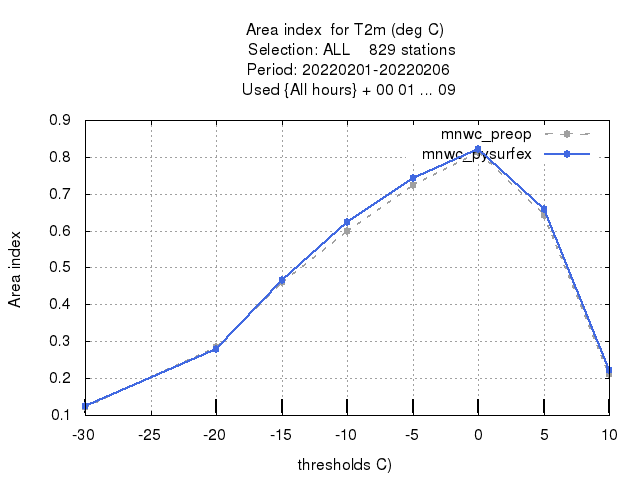 Area index  for T2m (deg C)
Selection: ALL    829 stations
Period: 20220201-20220206
Used {All hours} + 00 01 ... 09
mnwc_preop
mnwc_pysurfex
Area index
0.9
0.8
0.7
0.6
0.5
0.4
0.3
0.2
0.1
-30 -25 -20 -15 -10 -5 0 5 10
thresholds C)